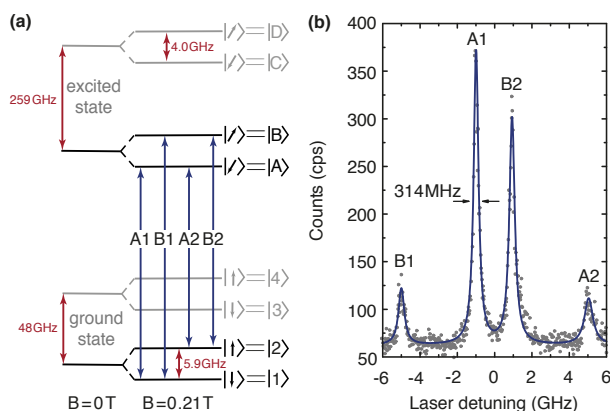 (a)
|↗⟩=|D⟩
4.0GHz
|↙⟩=|C⟩
259GHz
excited
state
|↗⟩=|B⟩
|↙⟩=|A⟩
A1 B1 A2 B2
|↑⟩=|4⟩
48GHz
ground
state
|↓⟩=|3⟩
|↑⟩=|2⟩
5.9GHz
|↓⟩=|1⟩
B=0T B=0.21T
(b)
Counts (cps)
400
350
300
250
200
150
100
50
A1
B2
314MHz
B1
A2
-6 -4 -2 0 2 4 6
Laser detuning (GHz)